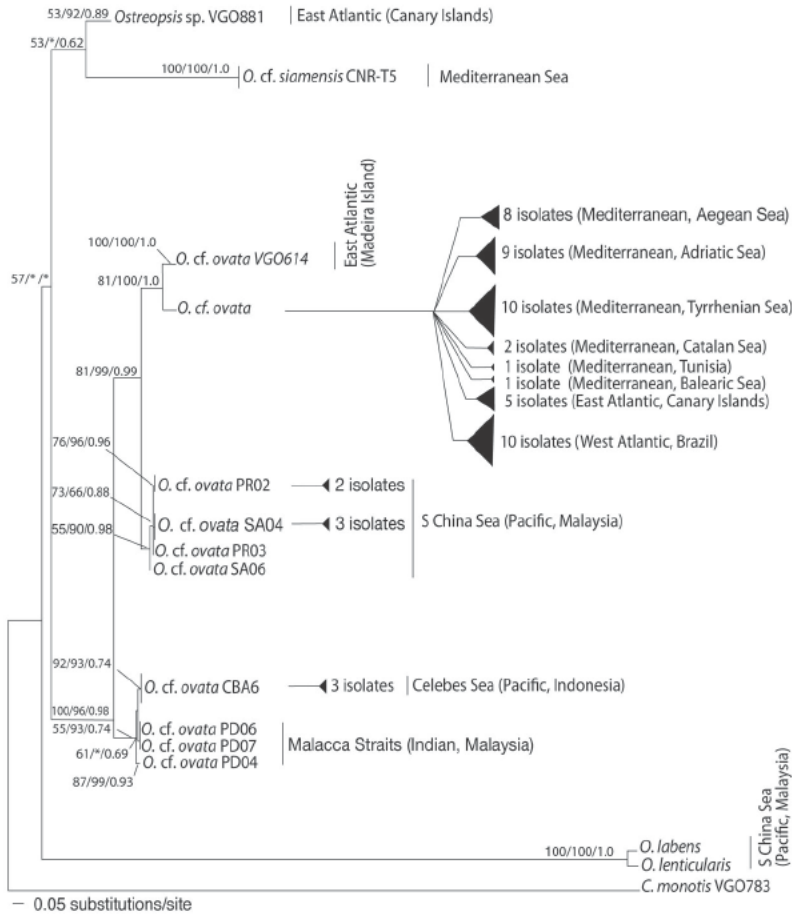 53/92/0.89
Ostreopsis sp. VGO881
East Atlantic (Canary Islands)
53/*/0.62
100/100/1.0
O. cf. siamensis CNR-T5
Mediterranean Sea
East Atlantic
(Madeira Island)
100/100/1.0
O. cf. ovata VGO614
57/*/*
81/100/1.0
O. cf. ovata
8 isolates (Mediterranean, Aegean Sea)
9 isolates (Mediterranean, Adriatic Sea)
10 isolates (Mediterranean, Tyrrhenian Sea)
2 isolates (Mediterranean, Catalan Sea)
1 isolate (Mediterranean, Tunisia)
1 isolate (Mediterranean, Balearic Sea)
5 isolates (East Atlantic, Canary Islands)
10 isolates (West Atlantic, Brazil)
81/99/0.99
76/96/0.96
O. cf. ovata PR02
2 isolates
73/66/0.88
O. cf. ovata SA04
3 isolates
S China Sea (Pacific, Malaysia)
55/90/0.98
O. cf. ovata PR03
O. cf. ovata SA06
92/93/0.74
O. cf. ovata CBA6
3 isolates
Celebes Sea (Pacific, Indonesia)
100/96/0.98
55/93/0.74
O. cf. ovata PD06
O. cf. ovata PD07
Malacca Straits (Indian, Malaysia)
61/*/0.69
O. cf. ovata PD04
87/99/0.93
S China Sea
(Pacific, Malaysia)
100/100/1.0
O. labens
O. lenticularis
C. monotis VGO783
0.05 substitutions/site